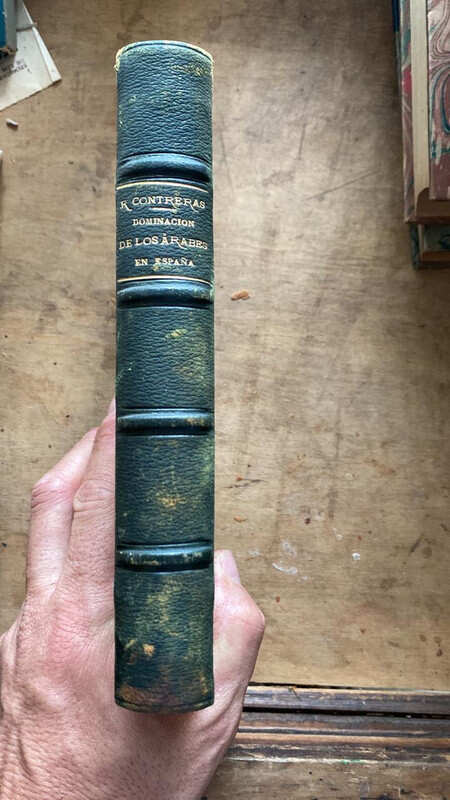 R CONTRERAS
DOMINACION
DE LOS ÁRABES
EN ESPAÑA